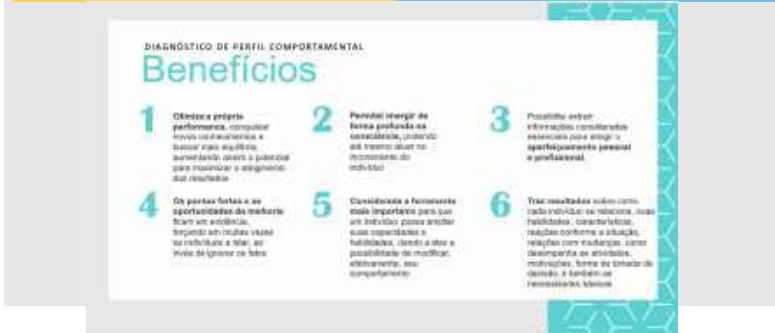 DIAGNÓSTICO DE PERFIL COMPORTAMENTAL
Benefícios
1
Otimiza a própria
performance, conquistar
novos conhecimentos e
buscar mais equilíbrio,
aumentando assim o potencial
para maximizar o atingimento
dos resultados
2
Permitei imergir de
forma profunda na
consciência, podendo
até mesmo atuar no
inconsciente do
indivíduo
3
Possibilita extrair
informações consideradas
essenciais para atingir o
aperfeiçoamento pessoal
e profissional.
4
Os pontos fortes e as
oportunidades de melhoria
ficam em evidência,
forçando em muitas vezes
os indivíduos a lidar, ao
invés de ignorar os fatos
5
Considerada a ferramenta
mais importante para que
um indivíduo possa ampliar
suas capacidades e
habilidades, dando a eles a
possibilidade de modificar,
efetivamente, seu
comportamento
6
Traz resultados sobre como
cada indivíduo se relaciona, suas
habilidades, características,
reações conforme a situação,
relações com mudanças, como
desempenha as atividades,
motivações, forma de tomada de
decisão, e também as
necessidades básicas